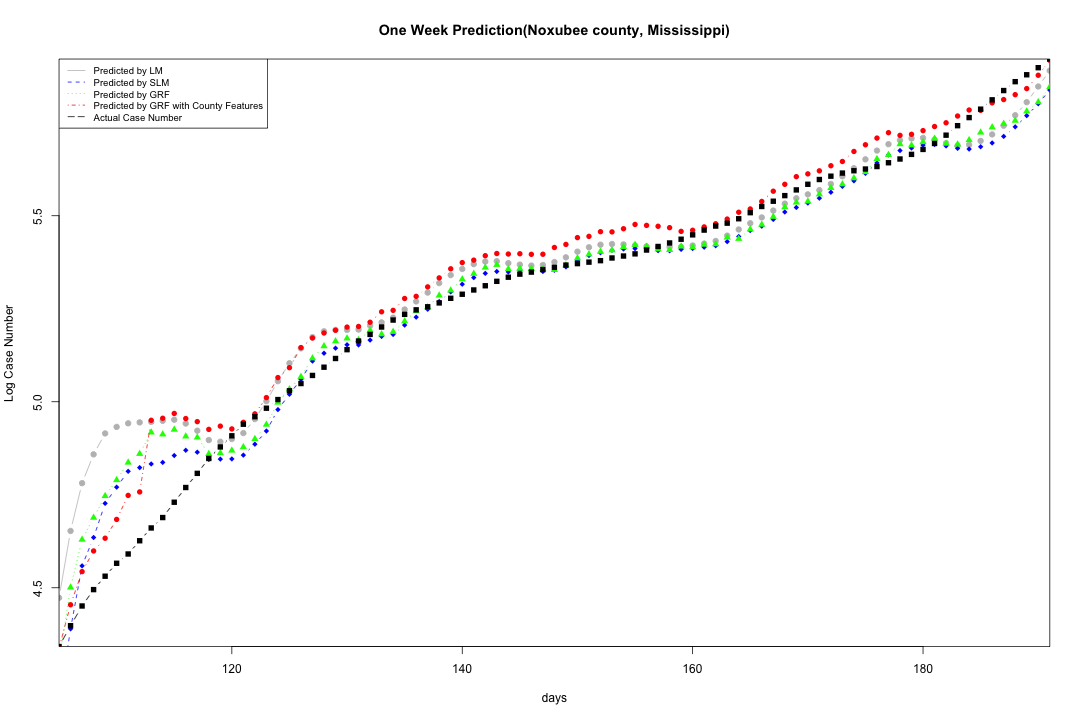 One Week Prediction(Noxubee county, Mississippi)
Predicted by LM
Predicted by SLM
Predicted by GRF
Predicted by GRF with County Features
Actual Case Number
Log Case Number
5.5
5.0
4.5
120 140 160 180
days